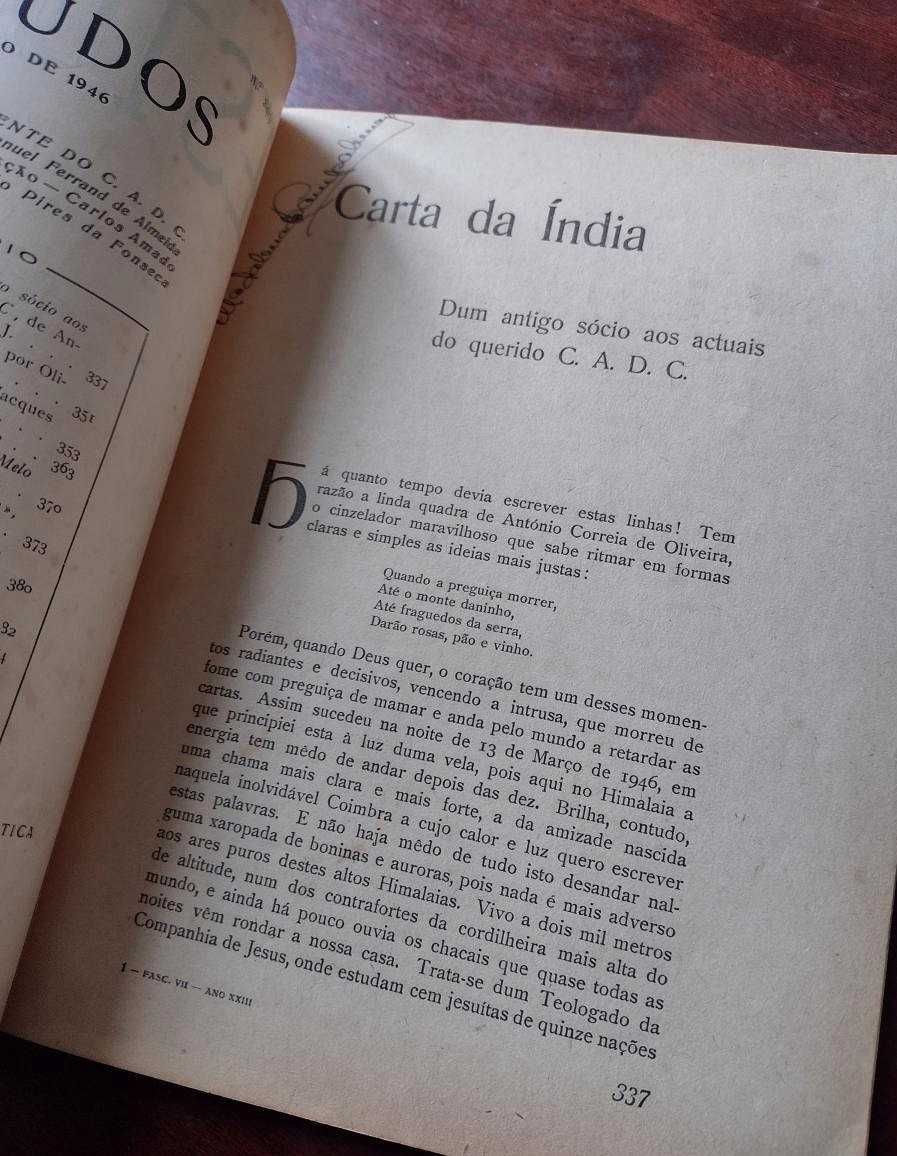 UDOS
O DE 1946
ENTE DO C. A. D. C.
nuel Ferrand de Almeida
cção — Carlos Amado
o Pires da Fonseca
I O
o sócio aos
C, de An-
J. . . . 337
por Oli-
. . . 351
Jacques
. . . 353
Melo 363
. 370
», . 373
380
82
TICA
Carta da Índia
Dum antigo sócio aos actuais
do querido C. A. D. C.
Há quanto tempo devia escrever estas linhas! Tem
razão a linda quadra de António Correia de Oliveira,
o cinzelador maravilhoso que sabe ritmar em formas
claras e simples as ideias mais justas:
Quando a preguiça morrer,
Até o monte daninho,
Até fraguedos da serra,
Darão rosas, pão e vinho.
Porém, quando Deus quer, o coração tem um desses momen-
tos radiantes e decisivos, vencendo a intrusa, que morreu de
fome com preguiça de mamar e anda pelo mundo a retardar as
cartas. Assim sucedeu na noite de 13 de Março de 1946, em
que principiei esta à luz duma vela, pois aqui no Himalaia a
energia tem mêdo de andar depois das dez. Brilha, contudo,
uma chama mais clara e mais forte, a da amizade nascida
naquela inolvidável Coimbra a cujo calor e luz quero escrever
estas palavras. E não haja mêdo de tudo isto desandar nal-
guma xaropada de boninas e auroras, pois nada é mais adverso
aos ares puros destes altos Himalaias. Vivo a dois mil metros
de altitude, num dos contrafortes da cordilheira mais alta do
mundo, e ainda há pouco ouvia os chacais que quase todas as
noites vêm rondar a nossa casa. Trata-se dum Teologado da
Companhia de Jesus, onde estudam cem jesuítas de quinze nações
1 — FASC. VII — ANO XXIII
337